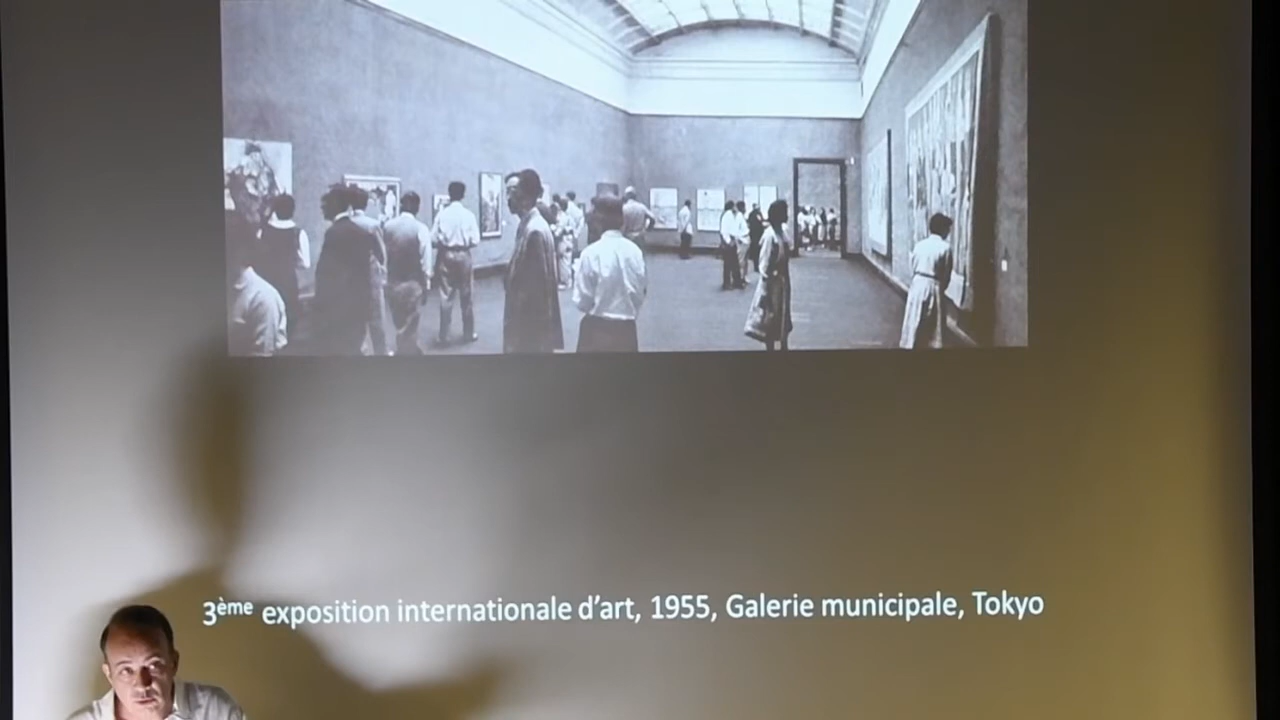 3ème exposition internationale d’art, 1955, Galerie municipale, Tokyo